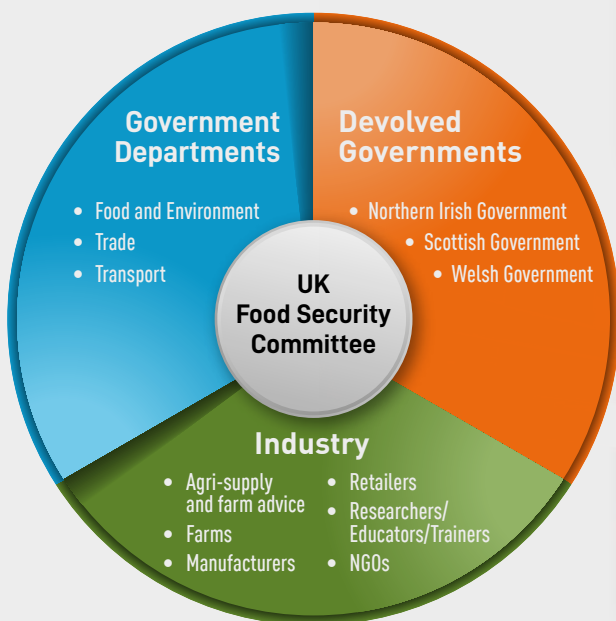 Government
Departments
• Food and Environment
• Trade
• Transport
Devolved
Governments
• Northern Irish Government
• Scottish Government
• Welsh Government
UK
Food Security
Committee
Industry
• Agri-supply
and farm advice
• Farms
• Manufacturers
• Retailers
• Researchers/
Educators/Trainers
• NGOs